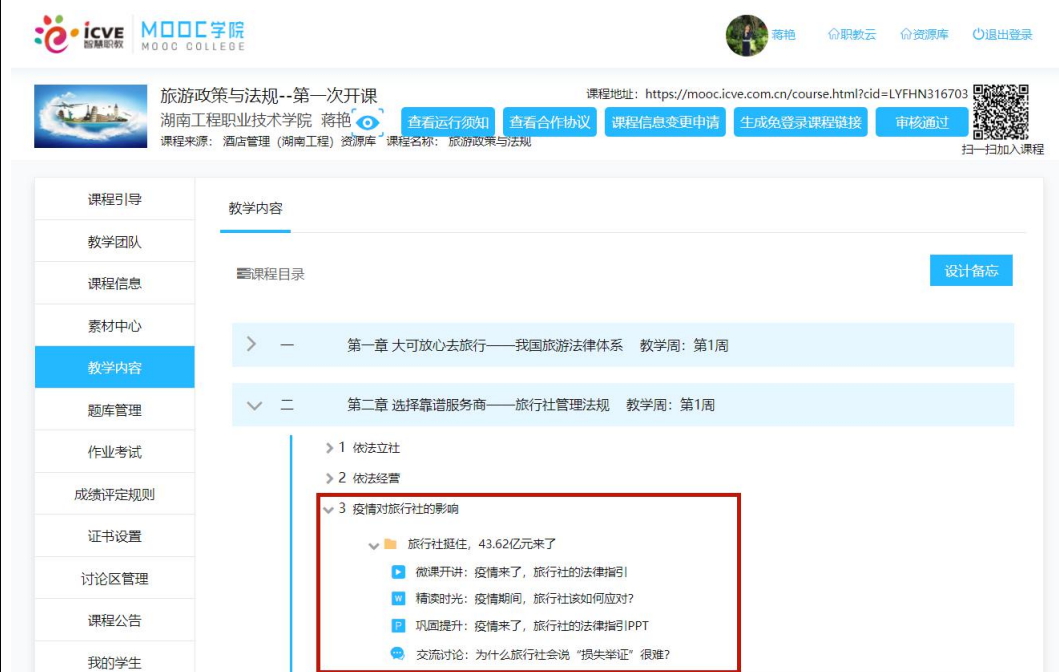 icve 智慧职教 MOOC学院 MOOC COLLEGE
蒋艳 职教云 资源库 退出登录
旅游政策与法规--第一次开课
课程地址：https://mooc.icve.com.cn/course.html?cid=LYFHN316703
湖南工程职业技术学院 蒋艳
查看运行须知 查看合作协议 课程信息变更申请 生成免登录课程链接 审核通过
课程来源： 酒店管理（湖南工程）资源库 课程名称： 旅游政策与法规
扫一扫加入课程
课程引导
教学团队
课程信息
素材中心
教学内容
题库管理
作业考试
成绩评定规则
证书设置
讨论区管理
课程公告
我的学生
教学内容
课程目录
设计备忘
一 第一章 大可放心去旅行——我国旅游法律体系 教学周：第1周
二 第二章 选择靠谱服务商——旅行社管理法规 教学周：第1周
1 依法立社
2 依法经营
3 疫情对旅行社的影响
旅行社挺住，43.62亿元来了
微课开讲：疫情来了，旅行社的法律指引
W 精读时光：疫情期间，旅行社该如何应对?
P 巩固提升：疫情来了，旅行社的法律指引PPT
交流讨论：为什么旅行社会说“损失举证”很难?